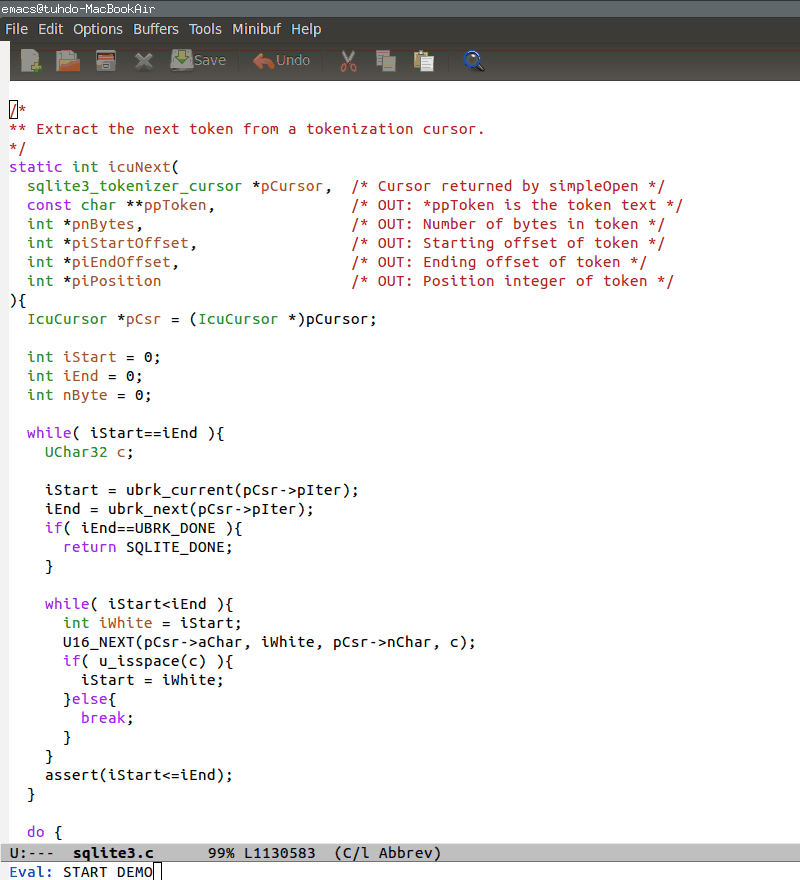 emacs@tuhdo-MacBookAir
File Edit Options Buffers Tools Minibuf Help
Save Undo
/*
** Extract the next token from a tokenization cursor.
*/
static int icuNext(
  sqlite3_tokenizer_cursor *pCursor,  /* Cursor returned by simpleOpen */
  const char **ppToken,               /* OUT: *ppToken is the token text */
  int *pnBytes,                       /* OUT: Number of bytes in token */
  int *piStartOffset,                 /* OUT: Starting offset of token */
  int *piEndOffset,                   /* OUT: Ending offset of token */
  int *piPosition                     /* OUT: Position integer of token */
){
  IcuCursor *pCsr = (IcuCursor *)pCursor;
  int iStart = 0;
  int iEnd = 0;
  int nByte = 0;
  while( iStart==iEnd ){
    UChar32 c;
    iStart = ubrk_current(pCsr->pIter);
    iEnd = ubrk_next(pCsr->pIter);
    if( iEnd==UBRK_DONE ){
      return SQLITE_DONE;
    }
    while( iStart<iEnd ){
      int iWhite = iStart;
      U16_NEXT(pCsr->aChar, iWhite, pCsr->nChar, c);
      if( u_isspace(c) ){
        iStart = iWhite;
      }else{
        break;
      }
    }
    assert(iStart<=iEnd);
  }
  do {
U:---  sqlite3.c      99% L1130583  (C/l Abbrev)
Eval: START DEMO